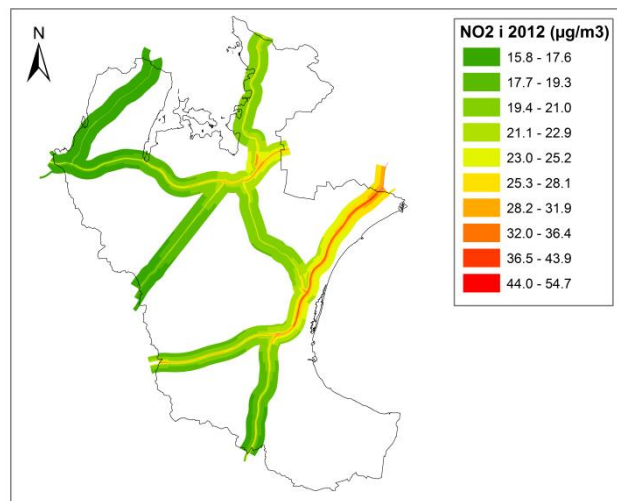 N
NO2 i 2012 (µg/m3)
15.8 - 17.6
17.7 - 19.3
19.4 - 21.0
21.1 - 22.9
23.0 - 25.2
25.3 - 28.1
28.2 - 31.9
32.0 - 36.4
36.5 - 43.9
44.0 - 54.7